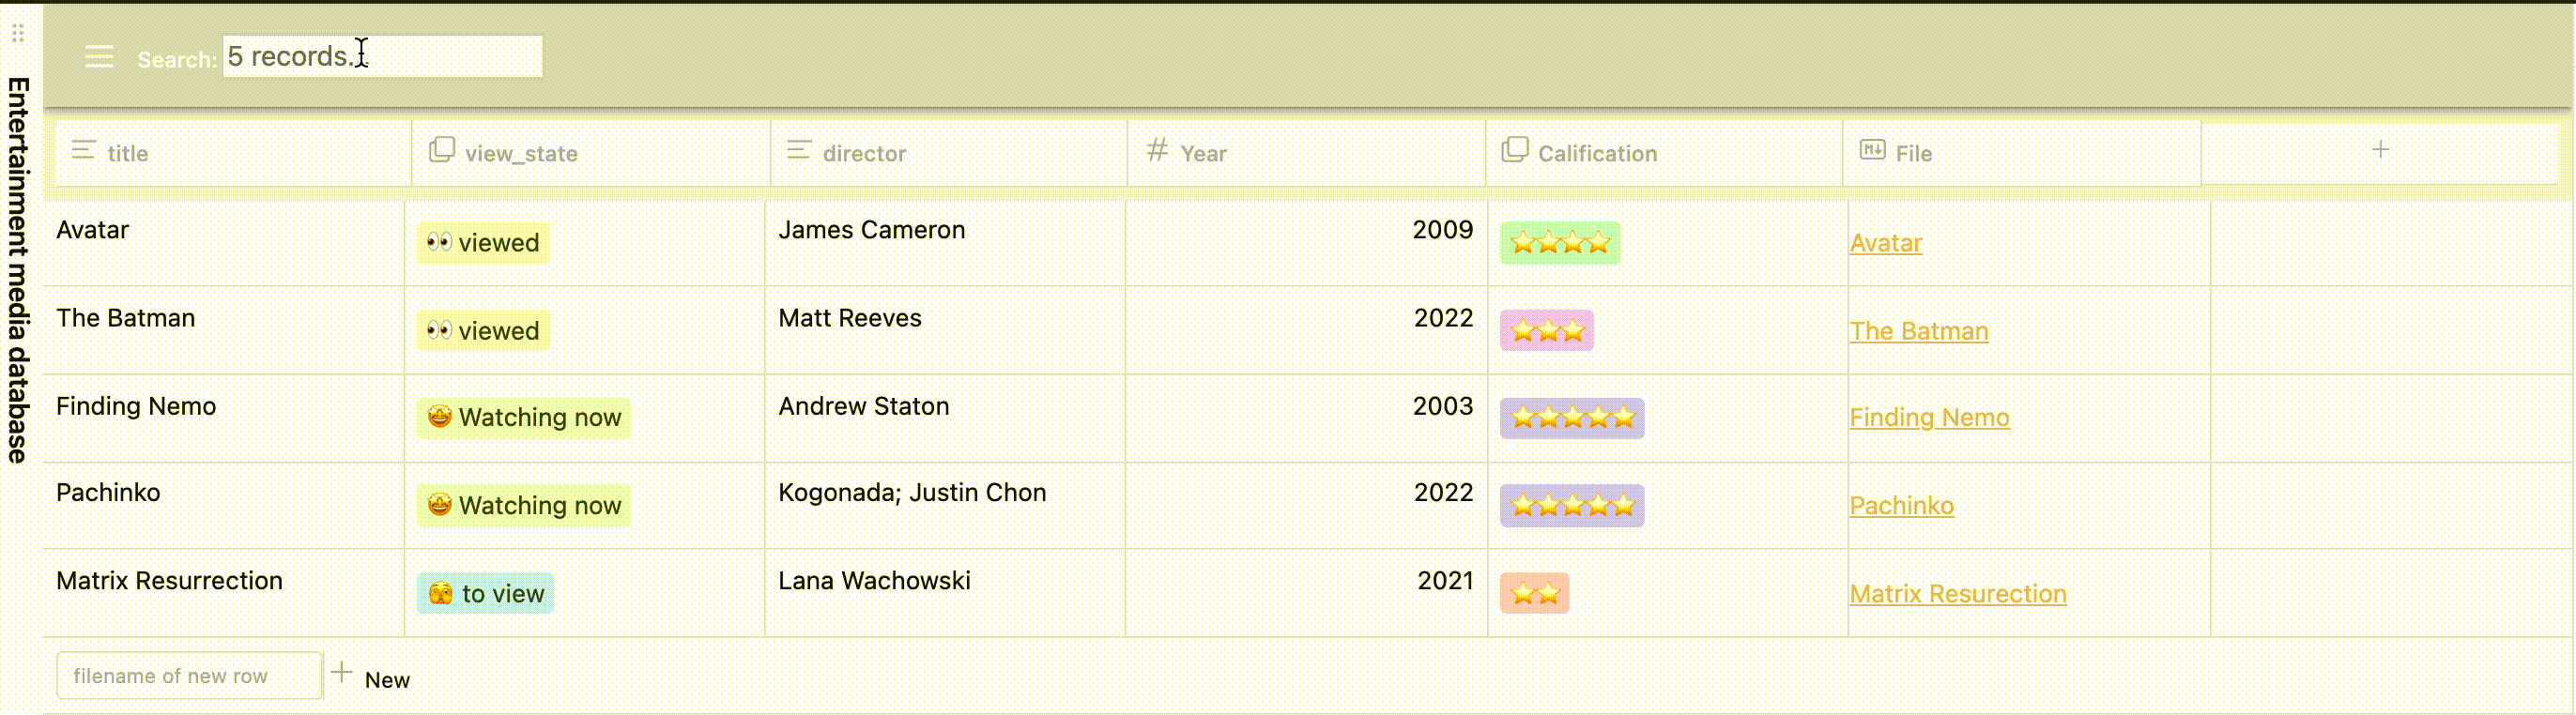 Entertainment media database
Search: 5 records..
title view_state director # Year Calification File +
Avatar 👀 viewed James Cameron 2009 ⭐⭐⭐⭐ Avatar
The Batman 👀 viewed Matt Reeves 2022 ⭐⭐⭐ The Batman
Finding Nemo 🤩 Watching now Andrew Staton 2003 ⭐⭐⭐⭐⭐ Finding Nemo
Pachinko 🤩 Watching now Kogonada; Justin Chon 2022 ⭐⭐⭐⭐⭐ Pachinko
Matrix Resurrection 🫣 to view Lana Wachowski 2021 ⭐⭐ Matrix Resurection
filename of new row + New